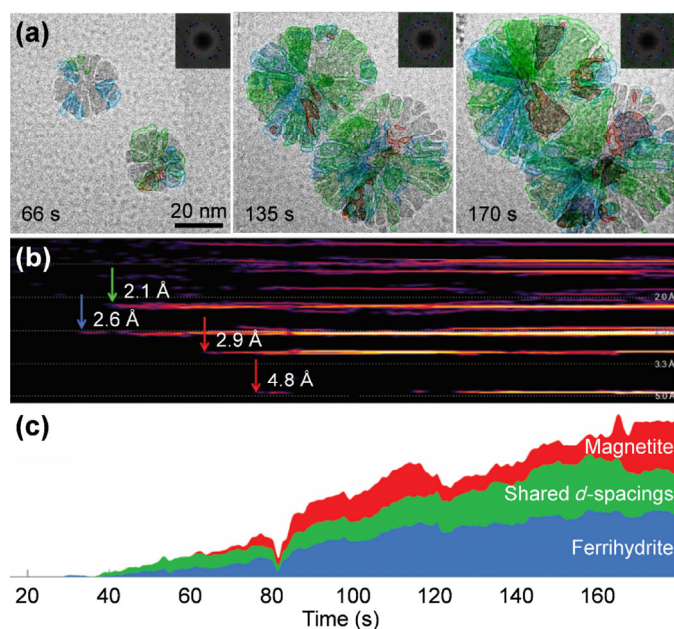 (a)
66 s
20 nm
135 s
170 s
(b)
2.1 Å
2.6 Å
2.9 Å
4.8 Å
2.0 Å
3.3 Å
5.0 Å
(c)
Magnetite
Shared d-spacings
Ferrihydrite
20 40 60 80 100 120 140 160
Time (s)